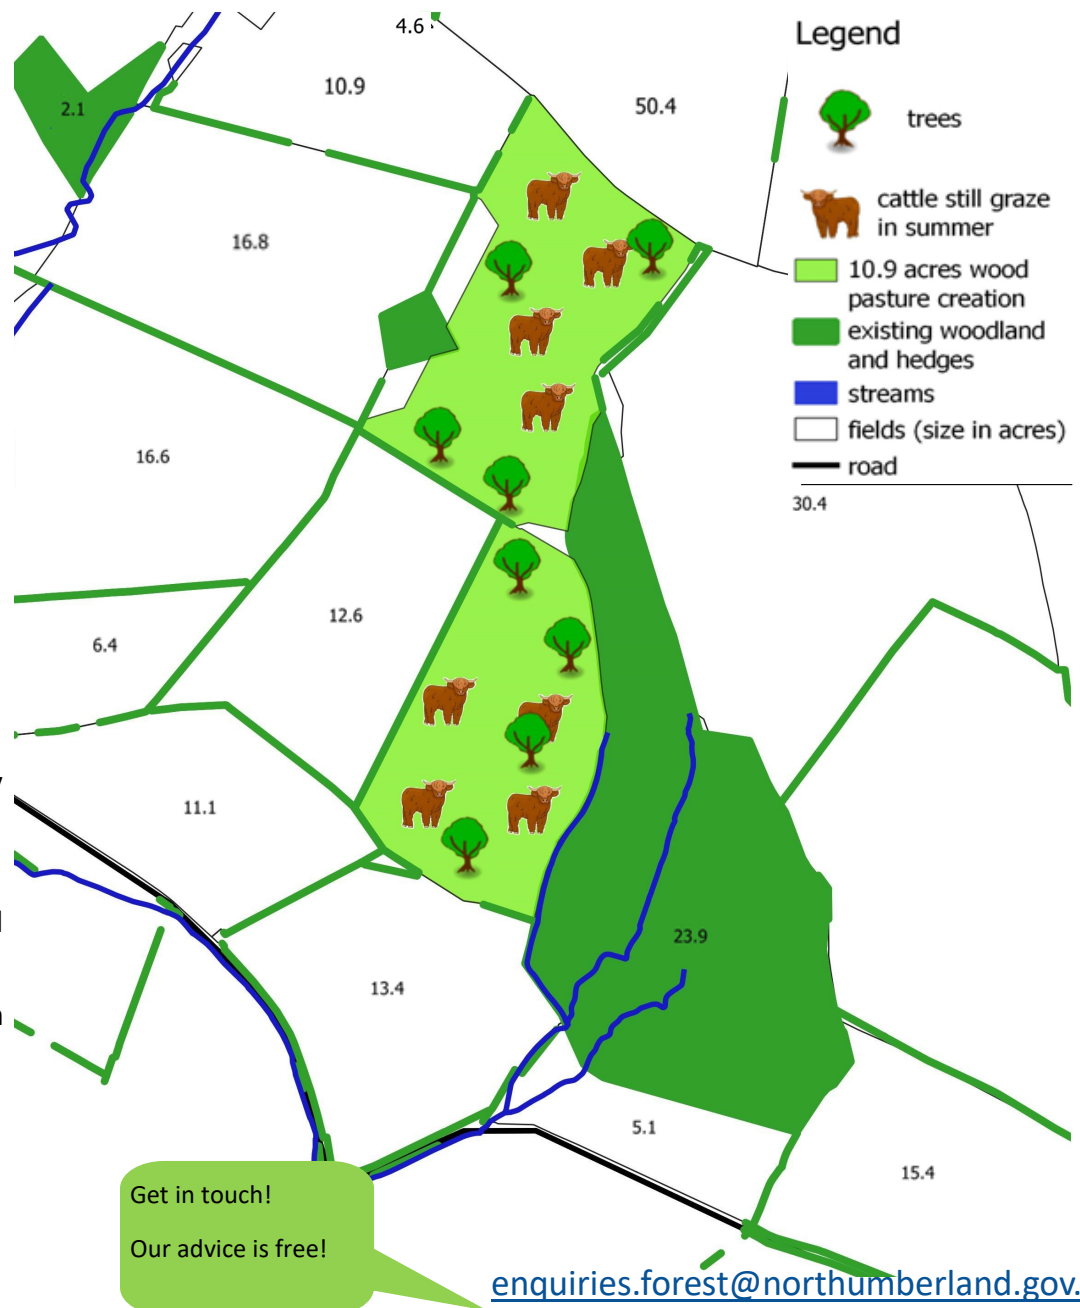 4.6
Legend
10.9
50.4
2.1
trees
cattle still graze
in summer
16.8
10.9 acres wood
pasture creation
existing woodland
and hedges
streams
fields (size in acres)
16.6
road
30.4
12.6
6.4
11.1
23.9
13.4
5.1
15.4
Get in touch!
Our advice is free!
enquiries.forest@northumberland.gov.